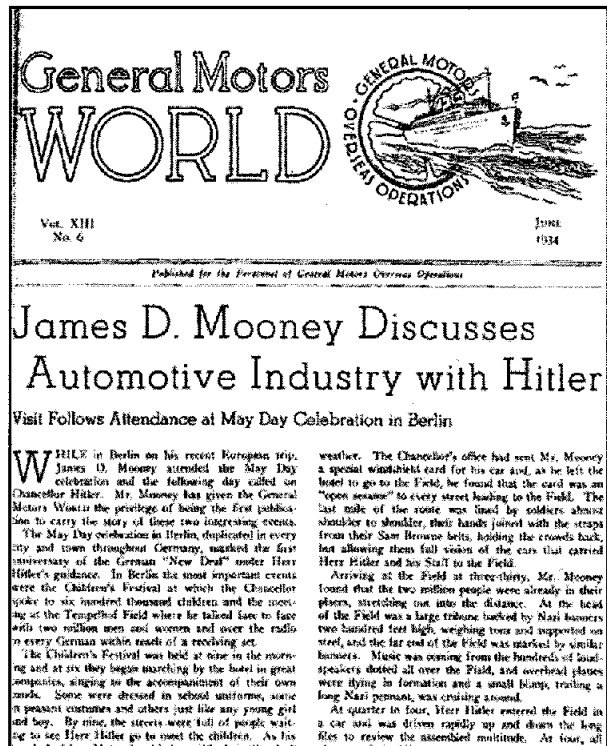 General Motors
WORLD
GENERAL MOTORS
OVERSEAS OPERATIONS
Vol. XIII
No. 6
June
1934
Published for the Personnel of General Motors Overseas Operations
James D. Mooney Discusses
Automotive Industry with Hitler
Visit Follows Attendance at May Day Celebration in Berlin
WHILE in Berlin on his recent European trip,
James D. Mooney attended the May Day
celebration and the following day called on
Chancellor Hitler. Mr. Mooney has given the General
Motors World the privilege of being the first publica-
tion to carry the story of these two interesting events.
The May Day celebration in Berlin, duplicated in every
city and town throughout Germany, marked the first
anniversary of the German "New Deal" under Herr
Hitler's guidance. In Berlin the most important events
were the Children's Festival at which the Chancellor
spoke to six hundred thousand children and the meet-
ing at the Tempelhof Field where he talked face to face
with two million men and women and over the radio
to every German within reach of a receiving set.
The Children's Festival was held at nine in the morn-
ing and at six they began marching by the hotel in great
companies, singing to the accompaniment of their own
bands. Some were dressed in school uniforms, some
in peasant costumes and others just like any young girl
and boy. By nine, the streets were full of people wait-
ing to see Herr Hitler go to meet the children. As his
weather. The Chancellor's office had sent Mr. Mooney
a special windshield card for his car and, as he left the
hotel to go to the Field, he found that the card was an
"open sesame" to every street leading to the Field. The
last mile of the route was lined by soldiers almost
shoulder to shoulder, their hands joined with the straps
from their Sam Browne belts, holding the crowds back,
but allowing them full vision of the cars that carried
Herr Hitler and his Staff to the Field.
Arriving at the Field at three-thirty, Mr. Mooney
found that the two million people were already in their
places, stretching out into the distance. At the head
of the Field was a large tribune backed by Nazi banners
two hundred feet high, weighing tons and supported on
steel, and the far end of the Field was marked by similar
banners. Music was coming from the hundreds of loud-
speakers dotted all over the Field, and overhead planes
were flying in formation and a small blimp, trailing a
long Nazi pennant, was cruising around.
At quarter to four, Herr Hitler entered the Field in
a car and was driven rapidly up and down the long
files to review the assembled multitude. At four, all